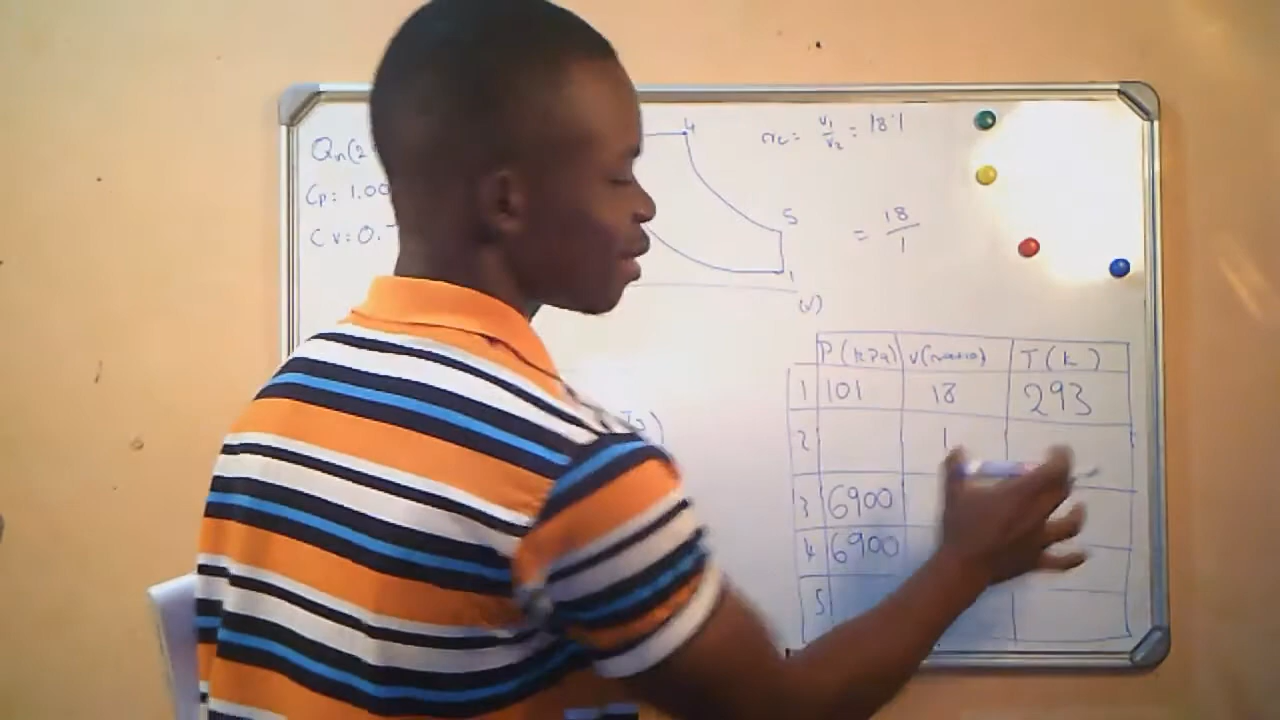 Qn(2
Cp: 1.00
Cv: 0.7
4
5
1
(v)
rc = v1/v2 = 18:1
= 18/1
P (kPa) v(ratio) T (k)
1 101 18 293
2 1
3 6900
4 6900
5